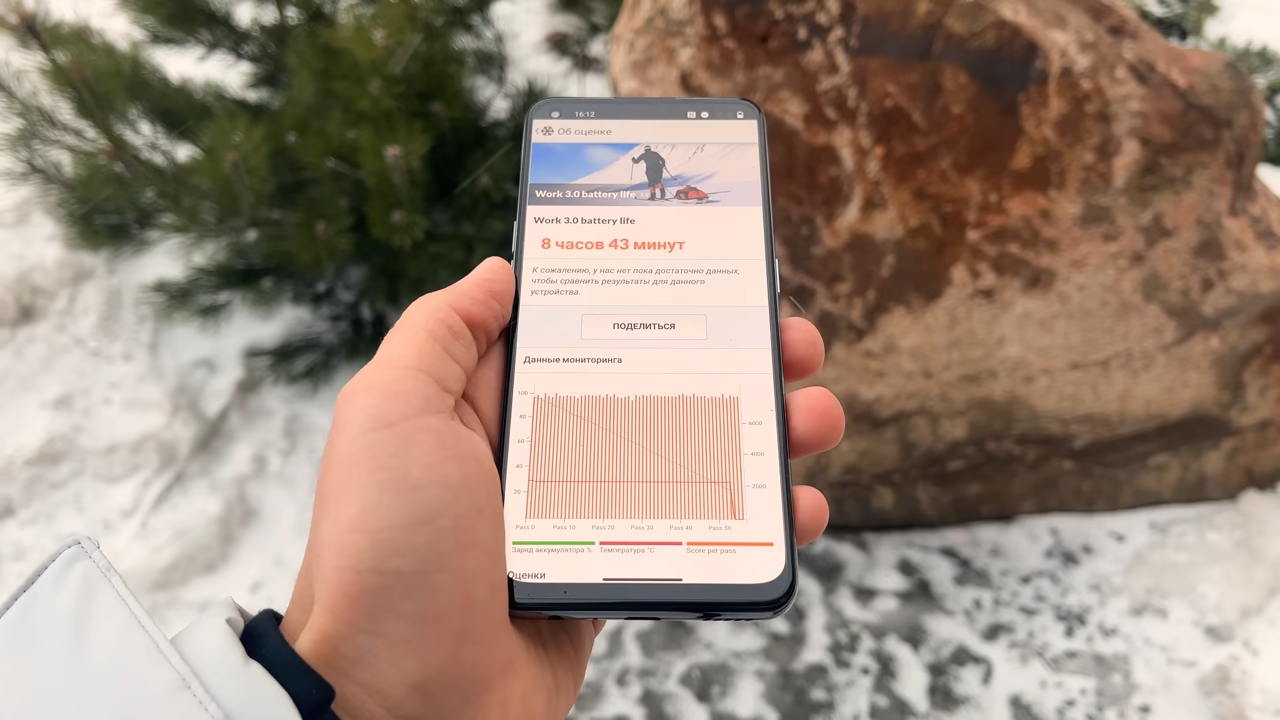 16:12
Об оценке
Work 3.0 battery life
Work 3.0 battery life
8 часов 43 минут
К сожалению, у нас нет пока достаточно данных,
чтобы сравнить результаты для данного
устройства.
ПОДЕЛИТЬСЯ
Данные мониторинга
100
80
60
40
20
6000
4000
2000
Pass 0 Pass 10 Pass 20 Pass 30 Pass 40 Pass 50
Заряд аккумулятора % Температура °C Score per pass
Оценки